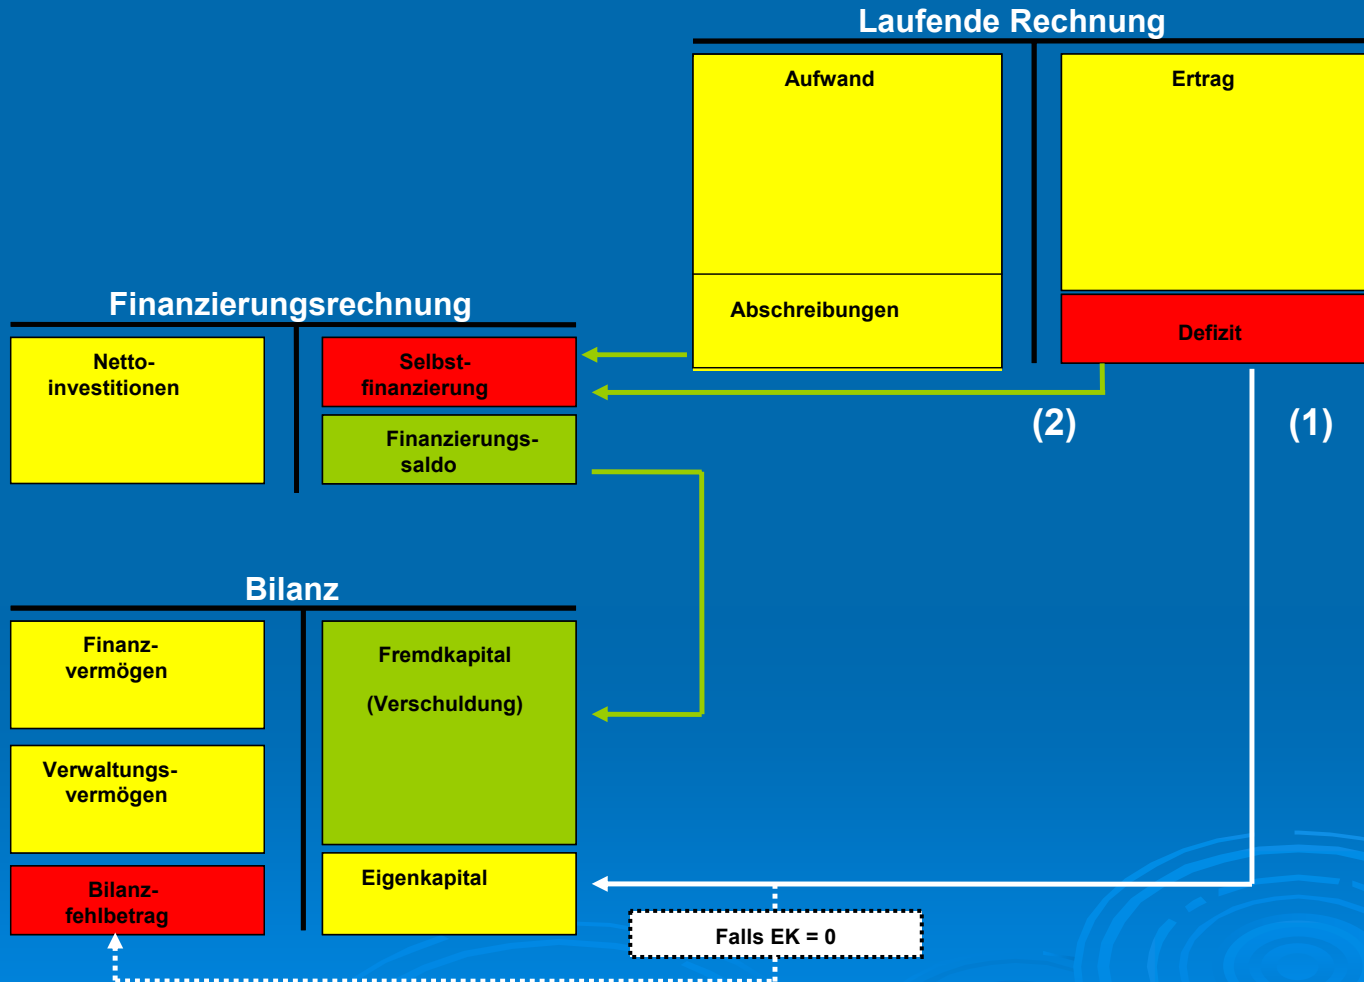 Laufende Rechnung
Aufwand
Ertrag
Abschreibungen
Defizit
(2)
(1)
Finanzierungsrechnung
Netto-
investitionen
Selbst-
finanzierung
Finanzierungs-
saldo
Bilanz
Finanz-
vermögen
Fremdkapital
(Verschuldung)
Verwaltungs-
vermögen
Bilanz-
fehlbetrag
Eigenkapital
Falls EK = 0